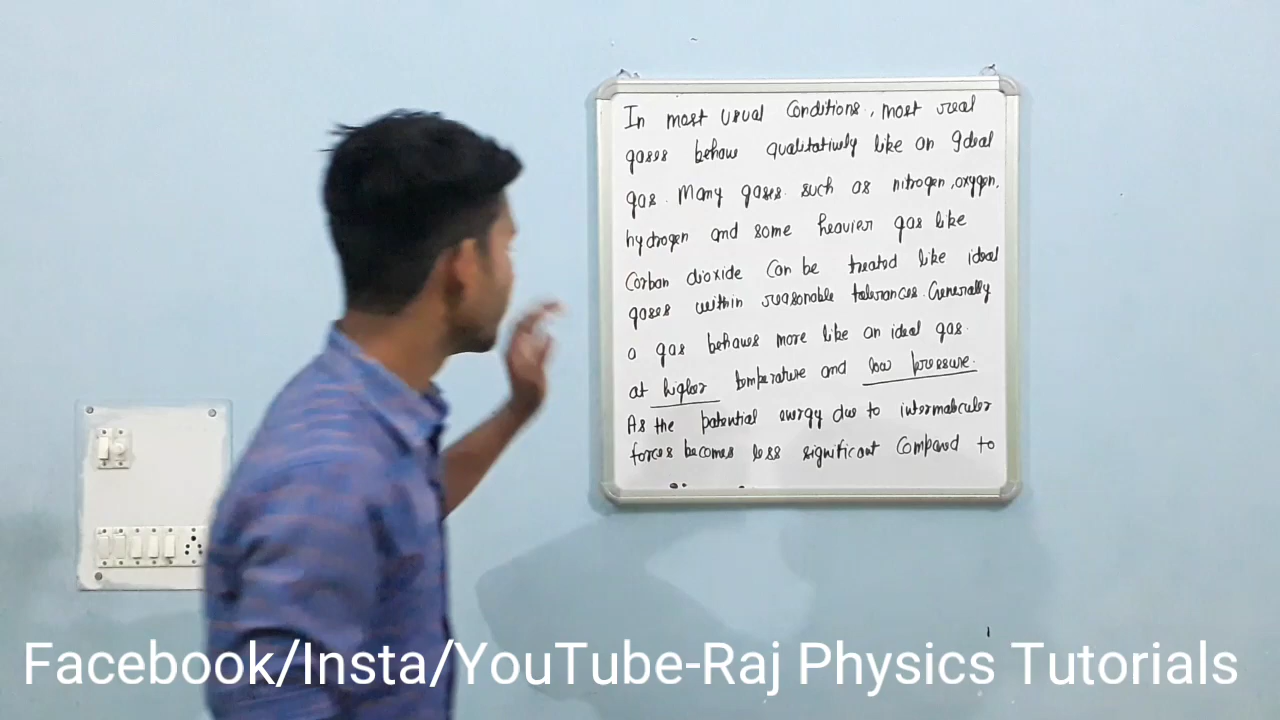 In most usual Conditions, most real
gases behave qualitatively like an Ideal
gas. Many gases such as nitrogen, oxygen,
hydrogen and some heavier gas like
Carbon dioxide Can be treated like ideal
gases within reasonable tolerances. Generally
a gas behaves more like an ideal gas.
at higher temperature and low pressure.
As the potential energy due to intermolecular
forces becomes less significant Compared to
Facebook/Insta/YouTube-Raj Physics Tutorials